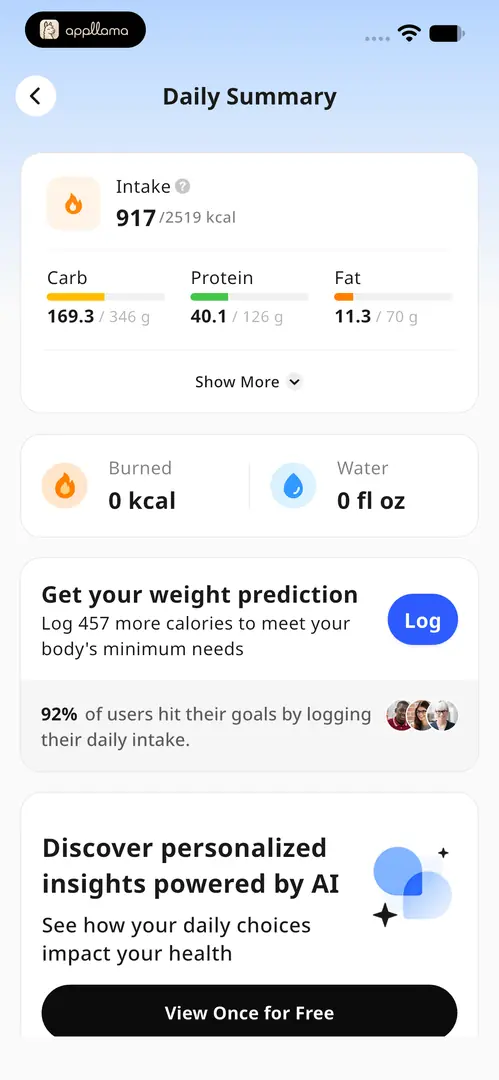 appllama
Daily Summary
Intake ?
917 /2519 kcal
Carb Protein Fat
169.3 / 346 g 40.1 / 126 g 11.3 / 70 g
Show More
Burned Water
0 kcal 0 fl oz
Get your weight prediction
Log 457 more calories to meet your
body's minimum needs
Log
92% of users hit their goals by logging
their daily intake.
Discover personalized
insights powered by AI
See how your daily choices
impact your health
View Once for Free